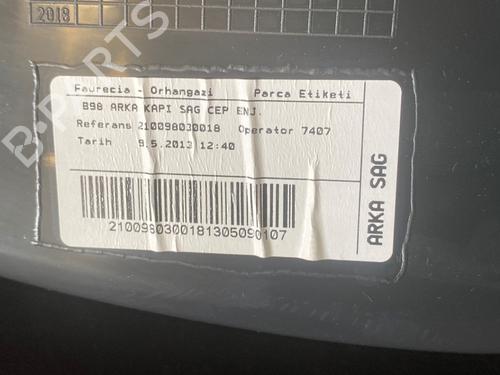 2018
B-PARTS
Faurecia - Orhangazi Parca Etiketi
B98 ARKA KAPI SAG CEP ENJ.
Referans 210098030018 Operator 7407
Tarih 9.5.2013 12:40
2100980300181305090107
ARKA SAG